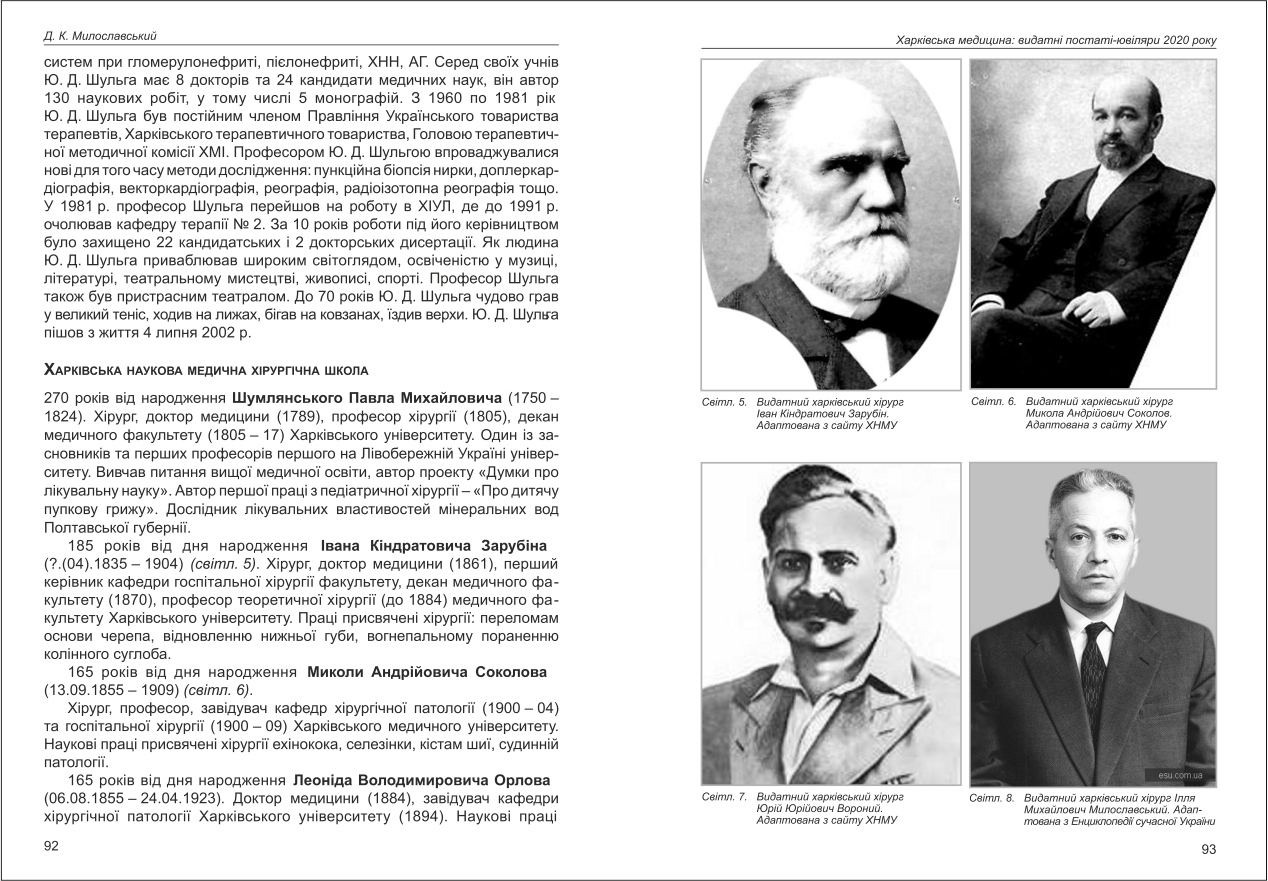 Д. К. Милославський
систем при гломерулонефриті, пієлонефриті, ХНН, АГ. Серед своїх учнів
Ю. Д. Шульга має 8 докторів та 24 кандидати медичних наук, він автор
130 наукових робіт, у тому числі 5 монографій. З 1960 по 1981 рік
Ю. Д. Шульга був постійним членом Правління Українського товариства
терапевтів, Харківського терапевтичного товариства, Головою терапевтич-
ної методичної комісії ХМІ. Професором Ю. Д. Шульгою впроваджувалися
нові для того часу методи дослідження: пункційна біопсія нирки, доплеркар-
діографія, векторкардіографія, реографія, радіоізотопна реографія тощо.
У 1981 р. професор Шульга перейшов на роботу в ХІУЛ, де до 1991 р.
очолював кафедру терапії № 2. За 10 років роботи під його керівництвом
було захищено 22 кандидатських і 2 докторських дисертації. Як людина
Ю. Д. Шульга приваблював широким світоглядом, освіченістю у музиці,
літературі, театральному мистецтві, живописі, спорті. Професор Шульга
також був пристрасним театралом. До 70 років Ю. Д. Шульга чудово грав
у великий теніс, ходив на лижах, бігав на ковзанах, їздив верхи. Ю. Д. Шульга
пішов з життя 4 липня 2002 р.
Харківська наукова медична хірургічна школа
270 років від народження Шумлянського Павла Михайловича (1750 –
1824). Хірург, доктор медицини (1789), професор хірургії (1805), декан
медичного факультету (1805 – 17) Харківського університету. Один із за-
сновників та перших професорів першого на Лівобережній Україні універ-
ситету. Вивчав питання вищої медичної освіти, автор проекту «Думки про
лікувальну науку». Автор першої праці з педіатричної хірургії – «Про дитячу
пупкову грижу». Дослідник лікувальних властивостей мінеральних вод
Полтавської губернії.
185 років від дня народження Івана Кіндратовича Зарубіна
(?.(04).1835 – 1904) (світл. 5). Хірург, доктор медицини (1861), перший
керівник кафедри госпітальної хірургії факультету, декан медичного фа-
культету (1870), професор теоретичної хірургії (до 1884) медичного фа-
культету Харківського університету. Праці присвячені хірургії: переломам
основи черепа, відновленню нижньої губи, вогнепальному пораненню
колінного суглоба.
165 років від дня народження Миколи Андрійовича Соколова
(13.09.1855 – 1909) (світл. 6).
Хірург, професор, завідувач кафедр хірургічної патології (1900 – 04)
та госпітальної хірургії (1900 – 09) Харківського медичного університету.
Наукові праці присвячені хірургії ехінокока, селезінки, кістам шиї, судинній
патології.
165 років від дня народження Леоніда Володимировича Орлова
(06.08.1855 – 24.04.1923). Доктор медицини (1884), завідувач кафедри
хірургічної патології Харківського університету (1894). Наукові праці
92
Харківська медицина: видатні постаті-ювіляри 2020 року
Світл. 5. Видатний харківський хірург
Іван Кіндратович Зарубін.
Адаптована з сайту ХНМУ
Світл. 6. Видатний харківський хірург
Микола Андрійович Соколов.
Адаптована з сайту ХНМУ
esu.com.ua
Світл. 7. Видатний харківський хірург
Юрій Юрійович Вороний.
Адаптована з сайту ХНМУ
Світл. 8. Видатний харківський хірург Ілля
Михайлович Милославський. Адап-
тована з Енциклопедії сучасної України
93